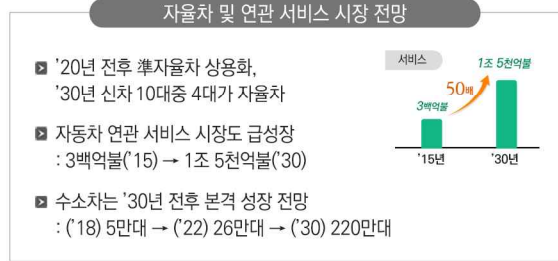 자율차 및 연관 서비스 시장 전망
’20년 전후 準자율차 상용화,
’30년 신차 10대중 4대가 자율차
자동차 연관 서비스 시장도 급성장
: 3백억불(’15) → 1조 5천억불(’30)
수소차는 ’30년 전후 본격 성장 전망
: (’18) 5만대 → (’22) 26만대 → (’30) 220만대
서비스
1조 5천억불
50배
3백억불
’15년
’30년